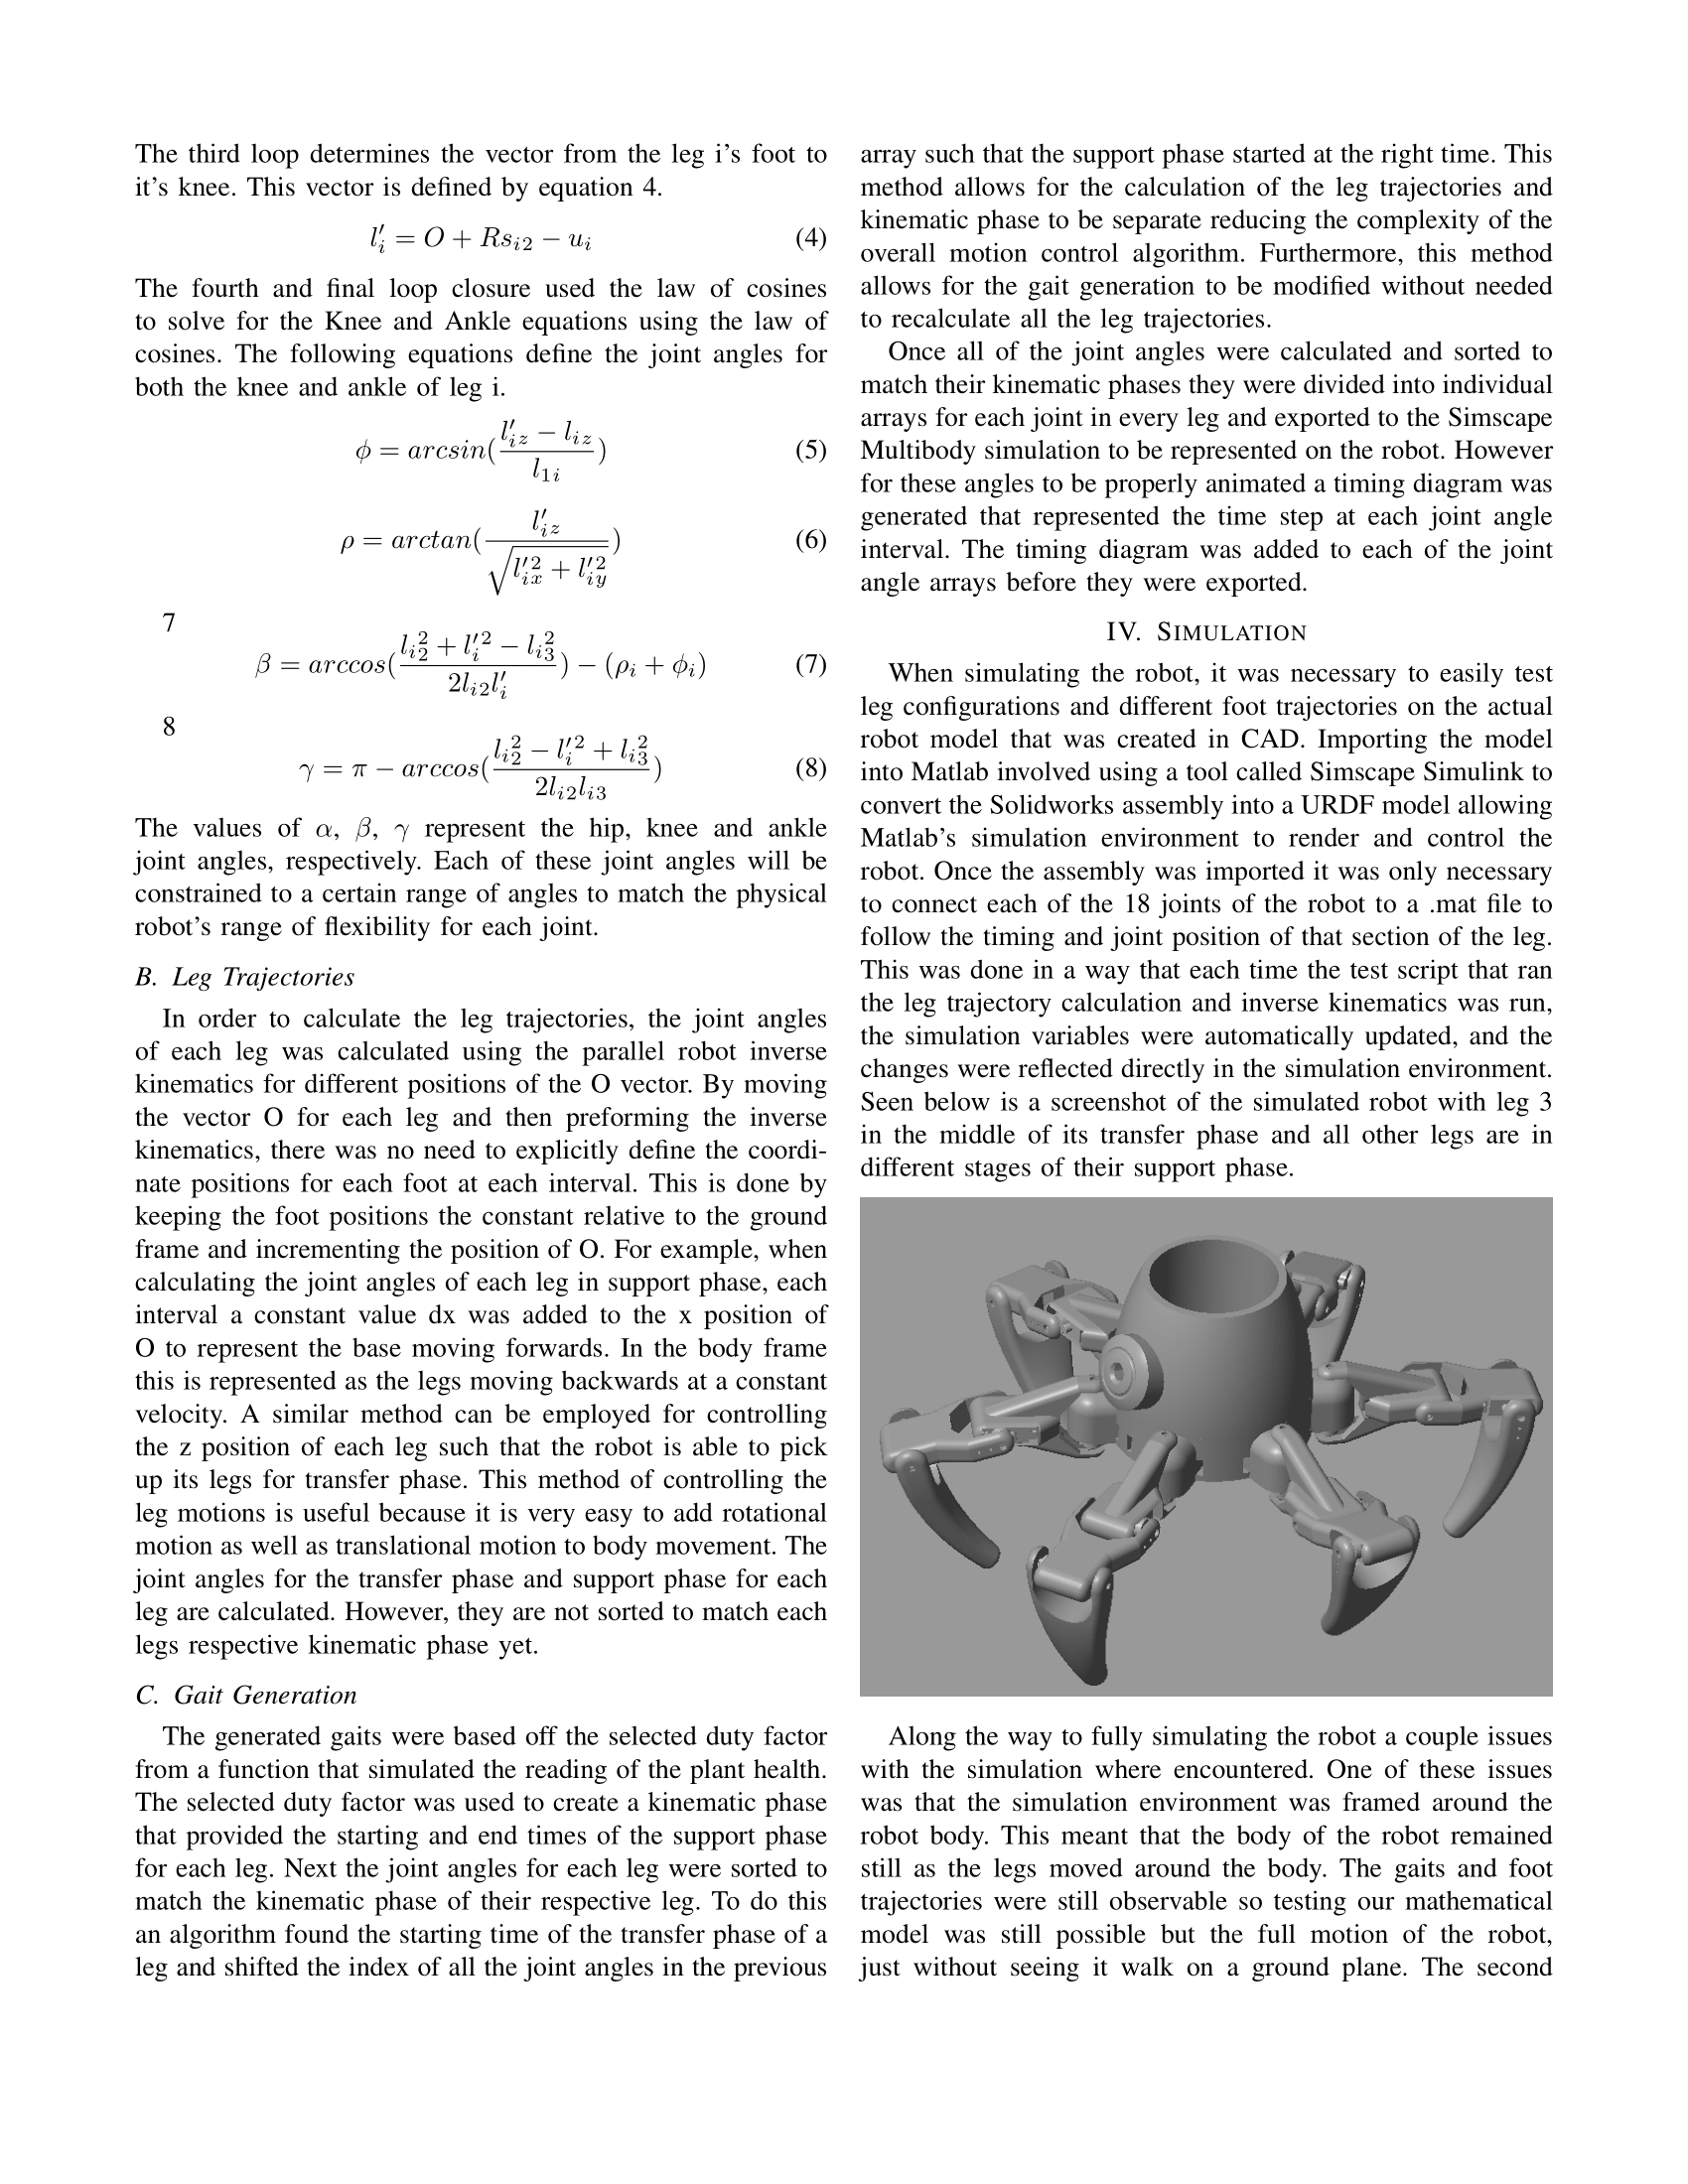 The third loop determines the vector from the leg i's foot to
it's knee. This vector is defined by equation 4.
l′_i = O + Rs_{i2} − u_i (4)
The fourth and final loop closure used the law of cosines
to solve for the Knee and Ankle equations using the law of
cosines. The following equations define the joint angles for
both the knee and ankle of leg i.
ϕ = arcsin((l′_{iz} − l_{iz}) / l_{1i}) (5)
ρ = arctan(l′_{iz} / √(l′²_{ix} + l′²_{iy})) (6)
7
β = arccos((l_{i2}² + l′_i² − l_{i3}²) / (2l_{i2}l′_i)) − (ρ_i + ϕ_i) (7)
8
γ = π − arccos((l_{i2}² − l′_i² + l_{i3}²) / (2l_{i2}l_{i3})) (8)
The values of α, β, γ represent the hip, knee and ankle
joint angles, respectively. Each of these joint angles will be
constrained to a certain range of angles to match the physical
robot's range of flexibility for each joint.
B. Leg Trajectories
In order to calculate the leg trajectories, the joint angles
of each leg was calculated using the parallel robot inverse
kinematics for different positions of the O vector. By moving
the vector O for each leg and then preforming the inverse
kinematics, there was no need to explicitly define the coordi-
nate positions for each foot at each interval. This is done by
keeping the foot positions the constant relative to the ground
frame and incrementing the position of O. For example, when
calculating the joint angles of each leg in support phase, each
interval a constant value dx was added to the x position of
O to represent the base moving forwards. In the body frame
this is represented as the legs moving backwards at a constant
velocity. A similar method can be employed for controlling
the z position of each leg such that the robot is able to pick
up its legs for transfer phase. This method of controlling the
leg motions is useful because it is very easy to add rotational
motion as well as translational motion to body movement. The
joint angles for the transfer phase and support phase for each
leg are calculated. However, they are not sorted to match each
legs respective kinematic phase yet.
C. Gait Generation
The generated gaits were based off the selected duty factor
from a function that simulated the reading of the plant health.
The selected duty factor was used to create a kinematic phase
that provided the starting and end times of the support phase
for each leg. Next the joint angles for each leg were sorted to
match the kinematic phase of their respective leg. To do this
an algorithm found the starting time of the transfer phase of a
leg and shifted the index of all the joint angles in the previous
array such that the support phase started at the right time. This
method allows for the calculation of the leg trajectories and
kinematic phase to be separate reducing the complexity of the
overall motion control algorithm. Furthermore, this method
allows for the gait generation to be modified without needed
to recalculate all the leg trajectories.
Once all of the joint angles were calculated and sorted to
match their kinematic phases they were divided into individual
arrays for each joint in every leg and exported to the Simscape
Multibody simulation to be represented on the robot. However
for these angles to be properly animated a timing diagram was
generated that represented the time step at each joint angle
interval. The timing diagram was added to each of the joint
angle arrays before they were exported.
IV. SIMULATION
When simulating the robot, it was necessary to easily test
leg configurations and different foot trajectories on the actual
robot model that was created in CAD. Importing the model
into Matlab involved using a tool called Simscape Simulink to
convert the Solidworks assembly into a URDF model allowing
Matlab's simulation environment to render and control the
robot. Once the assembly was imported it was only necessary
to connect each of the 18 joints of the robot to a .mat file to
follow the timing and joint position of that section of the leg.
This was done in a way that each time the test script that ran
the leg trajectory calculation and inverse kinematics was run,
the simulation variables were automatically updated, and the
changes were reflected directly in the simulation environment.
Seen below is a screenshot of the simulated robot with leg 3
in the middle of its transfer phase and all other legs are in
different stages of their support phase.
Along the way to fully simulating the robot a couple issues
with the simulation where encountered. One of these issues
was that the simulation environment was framed around the
robot body. This meant that the body of the robot remained
still as the legs moved around the body. The gaits and foot
trajectories were still observable so testing our mathematical
model was still possible but the full motion of the robot,
just without seeing it walk on a ground plane. The second